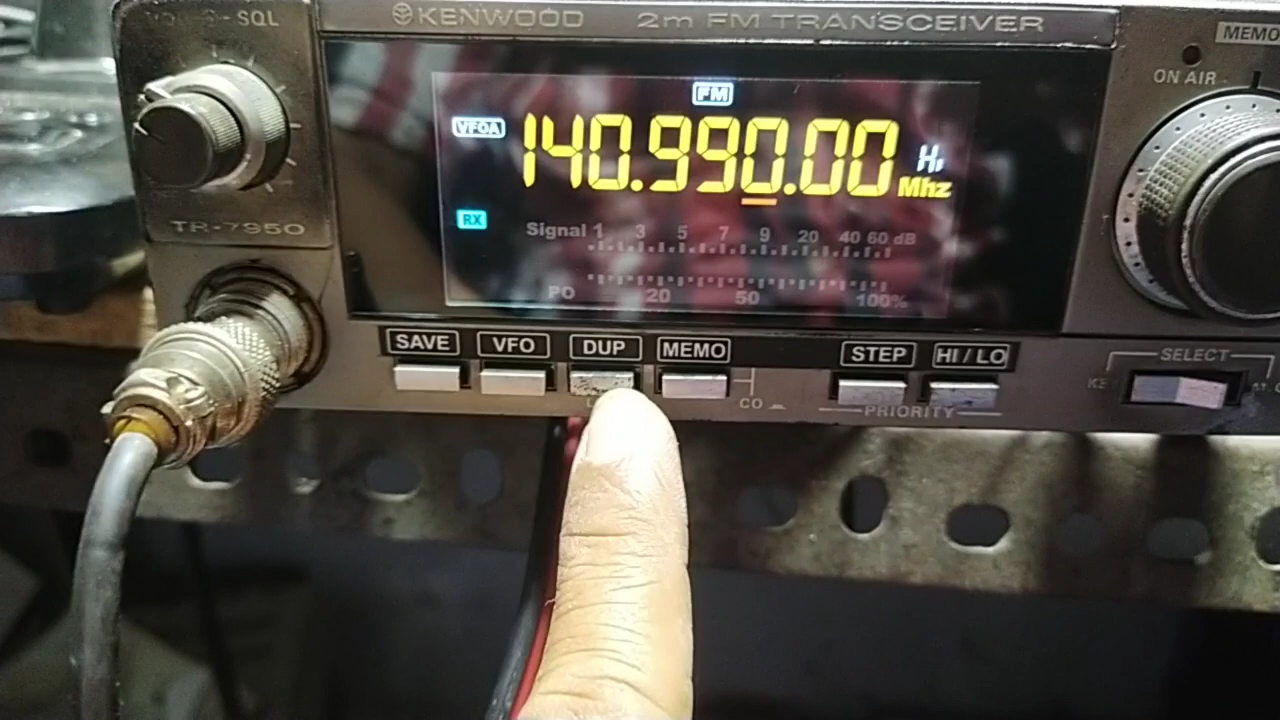 VOL SQL
KENWOOD 2m FM TRANSCEIVER
MEMO
ON AIR
FM
VFOA
140.990.00 Hi
Mhz
RX
TR-7950
Signal 1 3 5 7 9 20 40 60 dB
PO 20 50 100%
SAVE VFO DUP MEMO STEP HI / LO
SELECT
CO
PRIORITY